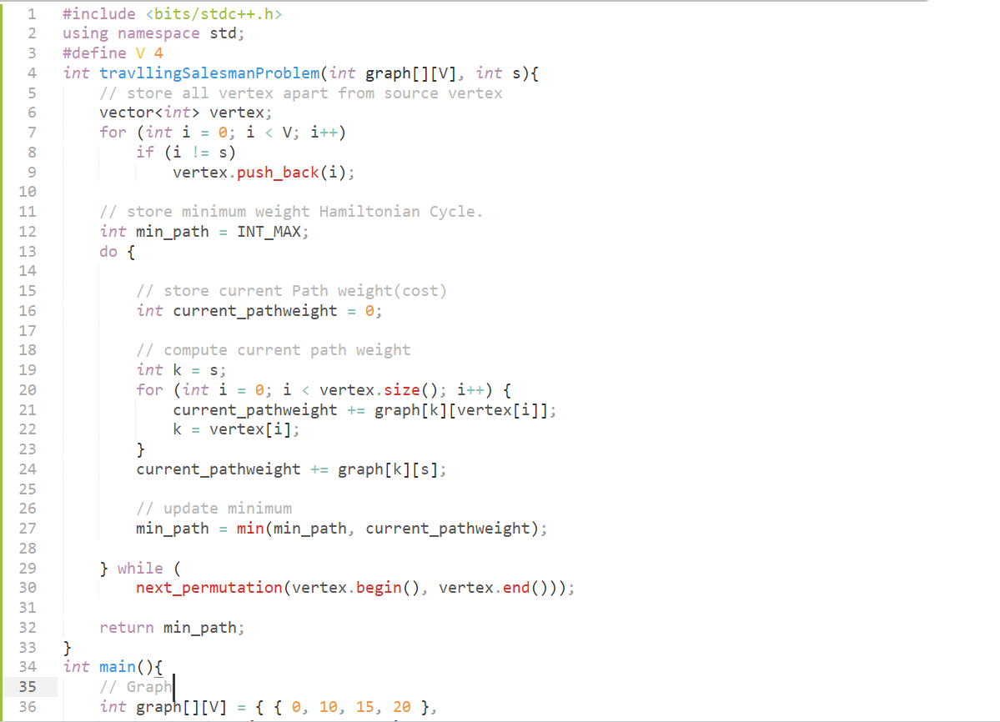 1 #include <bits/stdc++.h>
2 using namespace std;
3 #define V 4
4 int travllingSalesmanProblem(int graph[][V], int s){
5     // store all vertex apart from source vertex
6     vector<int> vertex;
7     for (int i = 0; i < V; i++)
8         if (i != s)
9             vertex.push_back(i);
10
11     // store minimum weight Hamiltonian Cycle.
12     int min_path = INT_MAX;
13     do {
14
15         // store current Path weight(cost)
16         int current_pathweight = 0;
17
18         // compute current path weight
19         int k = s;
20         for (int i = 0; i < vertex.size(); i++) {
21             current_pathweight += graph[k][vertex[i]];
22             k = vertex[i];
23         }
24         current_pathweight += graph[k][s];
25
26         // update minimum
27         min_path = min(min_path, current_pathweight);
28
29     } while (
30         next_permutation(vertex.begin(), vertex.end()));
31
32     return min_path;
33 }
34 int main(){
35     // Graph
36     int graph[][V] = { { 0, 10, 15, 20 },